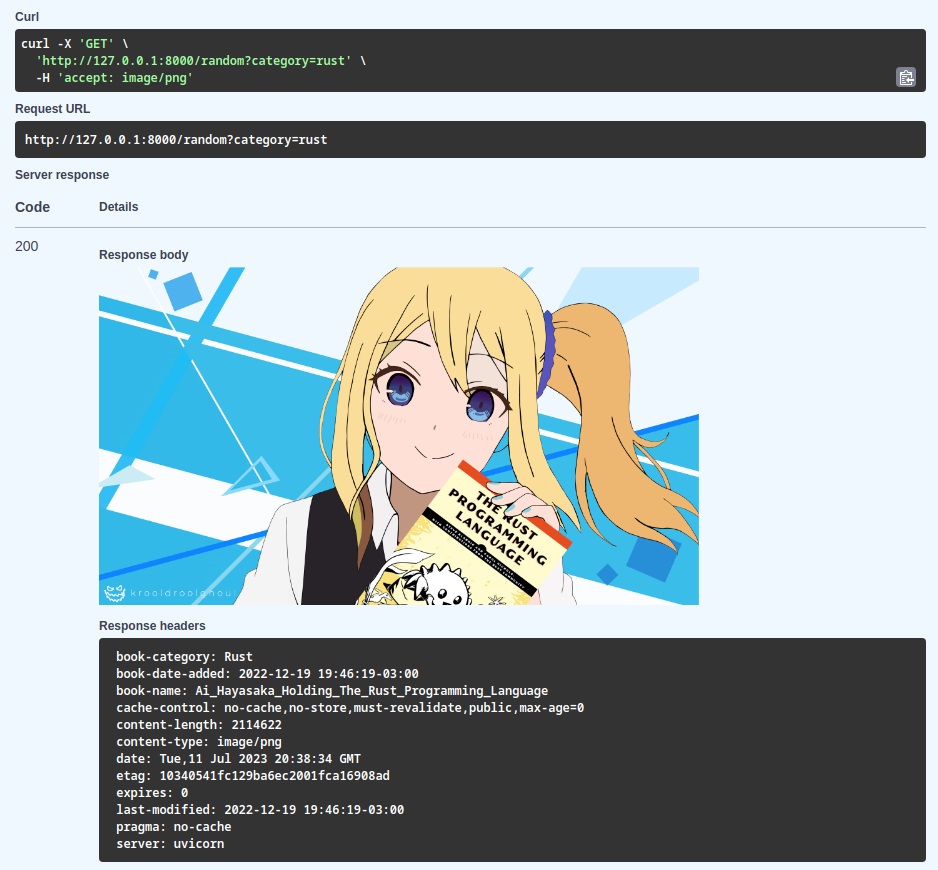 Curl
curl -X 'GET' \
'http://127.0.0.1:8000/random?category=rust' \
-H 'accept: image/png'
Request URL
http://127.0.0.1:8000/random?category=rust
Server response
Code Details
200
Response body
THE RUST
PROGRAMMING
LANGUAGE
krooldroolghoul
Response headers
book-category: Rust
book-date-added: 2022-12-19 19:46:19-03:00
book-name: Ai_Hayasaka_Holding_The_Rust_Programming_Language
cache-control: no-cache,no-store,must-revalidate,public,max-age=0
content-length: 2114622
content-type: image/png
date: Tue,11 Jul 2023 20:38:34 GMT
etag: 10340541fc129ba6ec2001fca16908ad
expires: 0
last-modified: 2022-12-19 19:46:19-03:00
pragma: no-cache
server: uvicorn